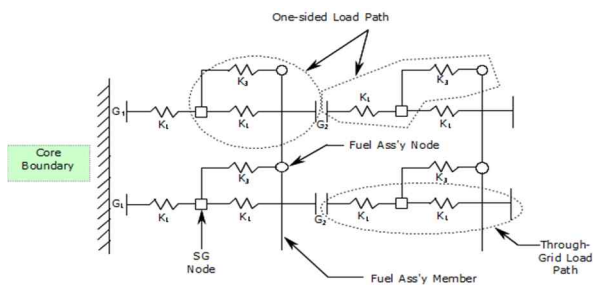 One-sided Load Path
K3 K3
G1 K1 K1 G2 K1 K1
Fuel Ass'y Node
Core
Boundary
K3 K3
G1 K1 K1 G2 K1 K1
SG
Node
Through-
Grid Load
Path
Fuel Ass'y Member